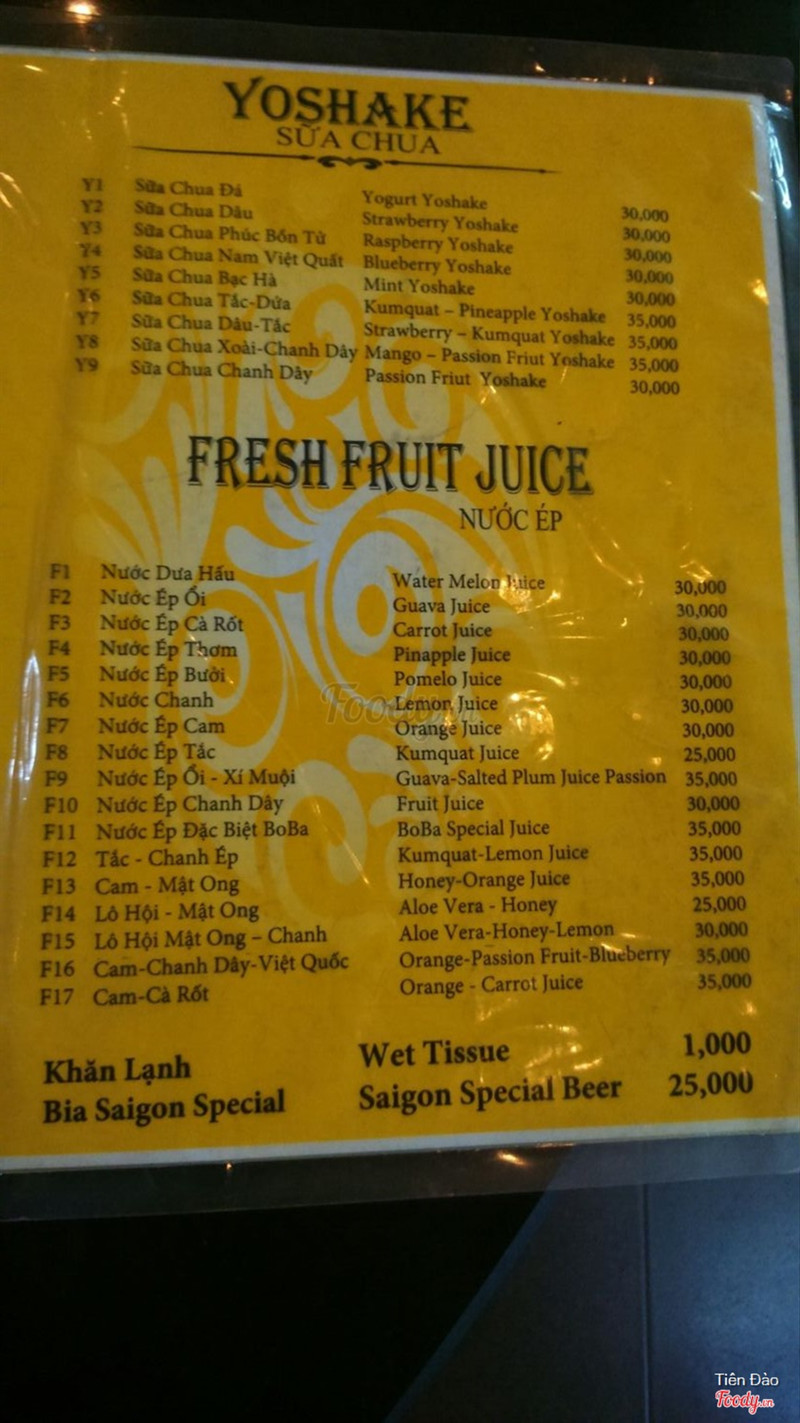 YOSHAKE
SỮA CHUA
Y1 Sữa Chua Đá Yogurt Yoshake 30,000
Y2 Sữa Chua Dâu Strawberry Yoshake 30,000
Y3 Sữa Chua Phúc Bồn Tử Raspberry Yoshake 30,000
Y4 Sữa Chua Nam Việt Quất Blueberry Yoshake 30,000
Y5 Sữa Chua Bạc Hà Mint Yoshake 30,000
Y6 Sữa Chua Tắc-Dứa Kumquat – Pineapple Yoshake 35,000
Y7 Sữa Chua Dâu-Tắc Strawberry – Kumquat Yoshake 35,000
Y8 Sữa Chua Xoài-Chanh Dây Mango – Passion Friut Yoshake 35,000
Y9 Sữa Chua Chanh Dây Passion Friut Yoshake 30,000
FRESH FRUIT JUICE
NƯỚC ÉP
F1 Nước Dưa Hấu Water Melon Juice 30,000
F2 Nước Ép Ổi Guava Juice 30,000
F3 Nước Ép Cà Rốt Carrot Juice 30,000
F4 Nước Ép Thơm Pinapple Juice 30,000
F5 Nước Ép Bưởi Pomelo Juice 30,000
F6 Nước Chanh Lemon Juice 30,000
F7 Nước Ép Cam Orange Juice 30,000
F8 Nước Ép Tắc Kumquat Juice 25,000
F9 Nước Ép Ổi - Xí Muội Guava-Salted Plum Juice Passion 35,000
F10 Nước Ép Chanh Dây Fruit Juice 30,000
F11 Nước Ép Đặc Biệt BoBa BoBa Special Juice 35,000
F12 Tắc - Chanh Ép Kumquat-Lemon Juice 35,000
F13 Cam - Mật Ong Honey-Orange Juice 35,000
F14 Lô Hội - Mật Ong Aloe Vera - Honey 25,000
F15 Lô Hội Mật Ong – Chanh Aloe Vera-Honey-Lemon 30,000
F16 Cam-Chanh Dây-Việt Quốc Orange-Passion Fruit-Blueberry 35,000
F17 Cam-Cà Rốt Orange - Carrot Juice 35,000
Khăn Lạnh Wet Tissue 1,000
Bia Saigon Special Saigon Special Beer 25,000
Tiên Đào
Foody.vn